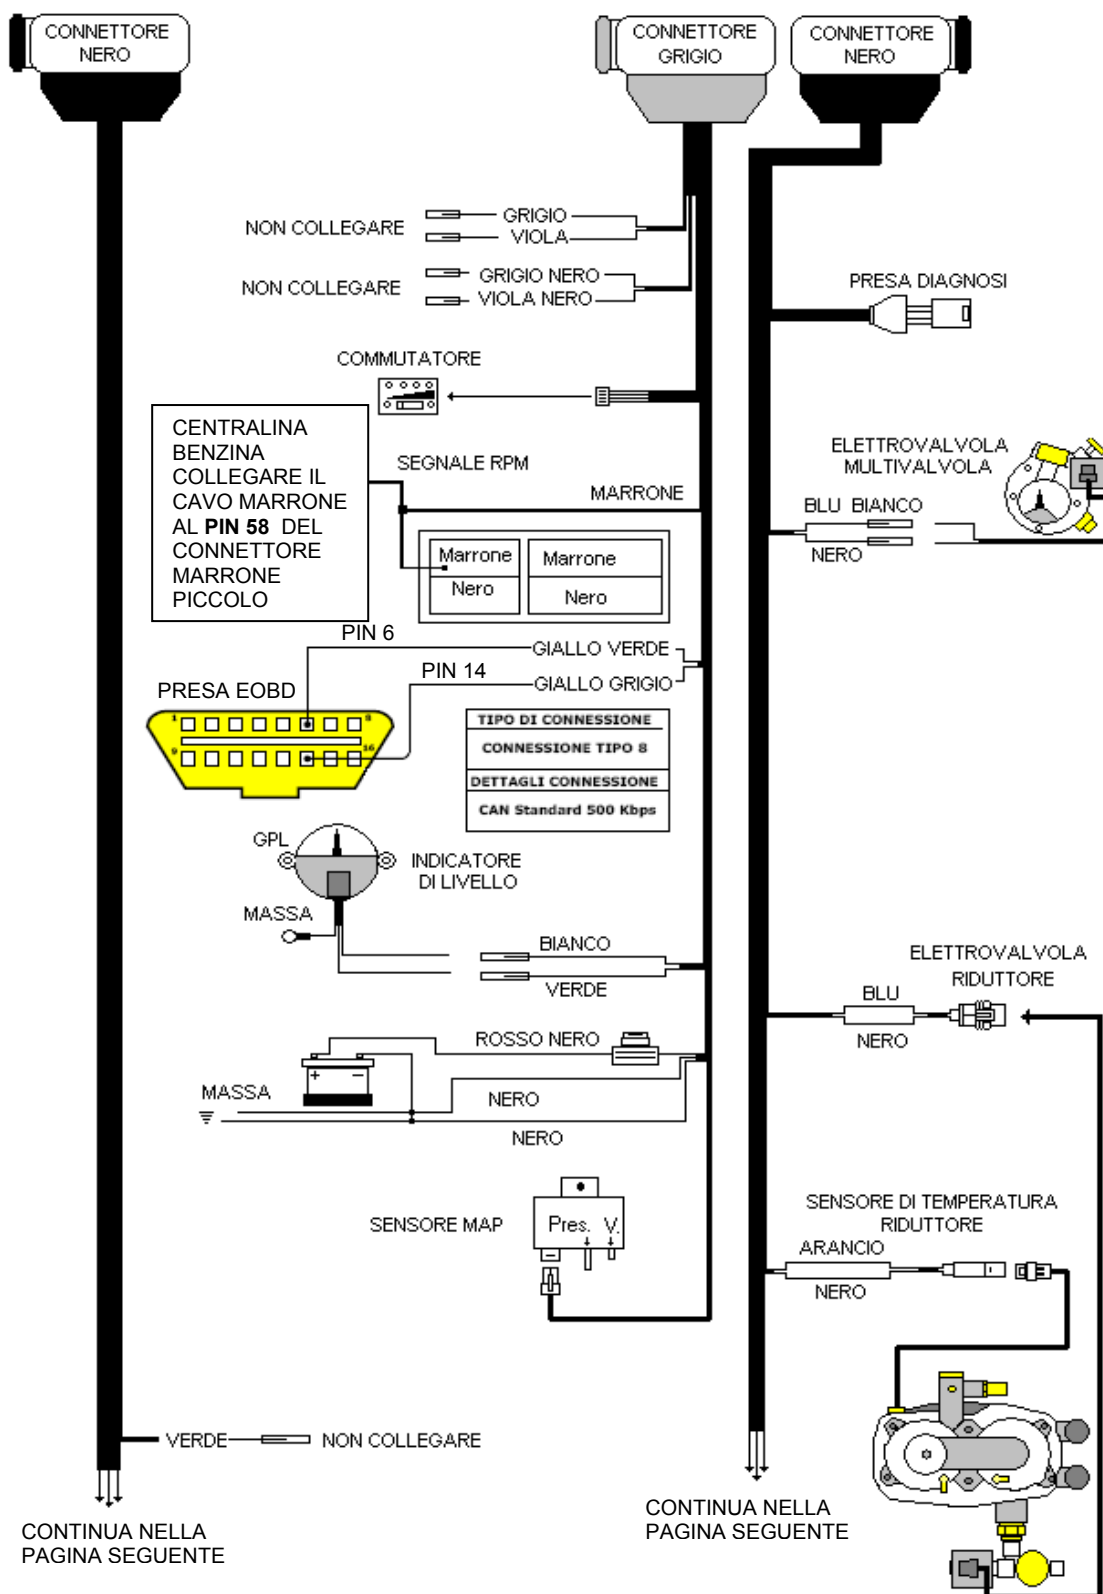 CONNETTORE
NERO
CONNETTORE
GRIGIO
CONNETTORE
NERO
NON COLLEGARE
GRIGIO
VIOLA
NON COLLEGARE
GRIGIO NERO
VIOLA NERO
PRESA DIAGNOSI
COMMUTATORE
CENTRALINA
BENZINA
COLLEGARE IL
CAVO MARRONE
AL PIN 58 DEL
CONNETTORE
MARRONE
PICCOLO
SEGNALE RPM
MARRONE
ELETTROVALVOLA
MULTIVALVOLA
BLU BIANCO
NERO
Marrone
Nero
Marrone
Nero
PIN 6
GIALLO VERDE
PIN 14
GIALLO GRIGIO
PRESA EOBD
1
8
9
16
TIPO DI CONNESSIONE
CONNESSIONE TIPO 8
DETTAGLI CONNESSIONE
CAN Standard 500 Kbps
GPL
INDICATORE
DI LIVELLO
MASSA
BIANCO
VERDE
ELETTROVALVOLA
RIDUTTORE
BLU
NERO
ROSSO NERO
+ −
MASSA
NERO
NERO
SENSORE MAP
Pres. V.
SENSORE DI TEMPERATURA
RIDUTTORE
ARANCIO
NERO
VERDE
NON COLLEGARE
CONTINUA NELLA
PAGINA SEGUENTE
CONTINUA NELLA
PAGINA SEGUENTE